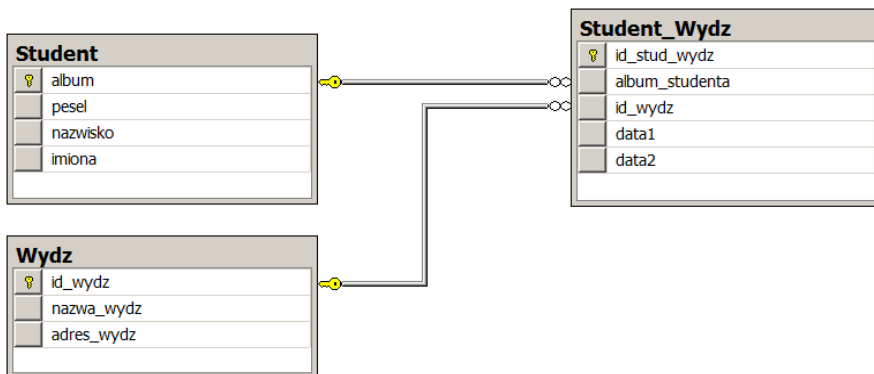 Student
album
pesel
nazwisko
imiona
Wydz
id_wydz
nazwa_wydz
adres_wydz
Student_Wydz
id_stud_wydz
album_studenta
id_wydz
data1
data2